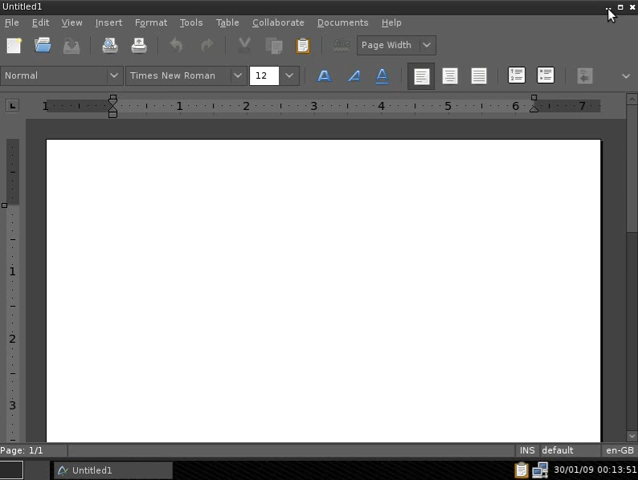 Untitled1
File Edit View Insert Format Tools Table Collaborate Documents Help
Page Width
Normal Times New Roman 12 A A A
1 1 2 3 4 5 6 7
1
2
3
Page: 1/1 INS default en-GB
Untitled1 30/01/09 00:13:51